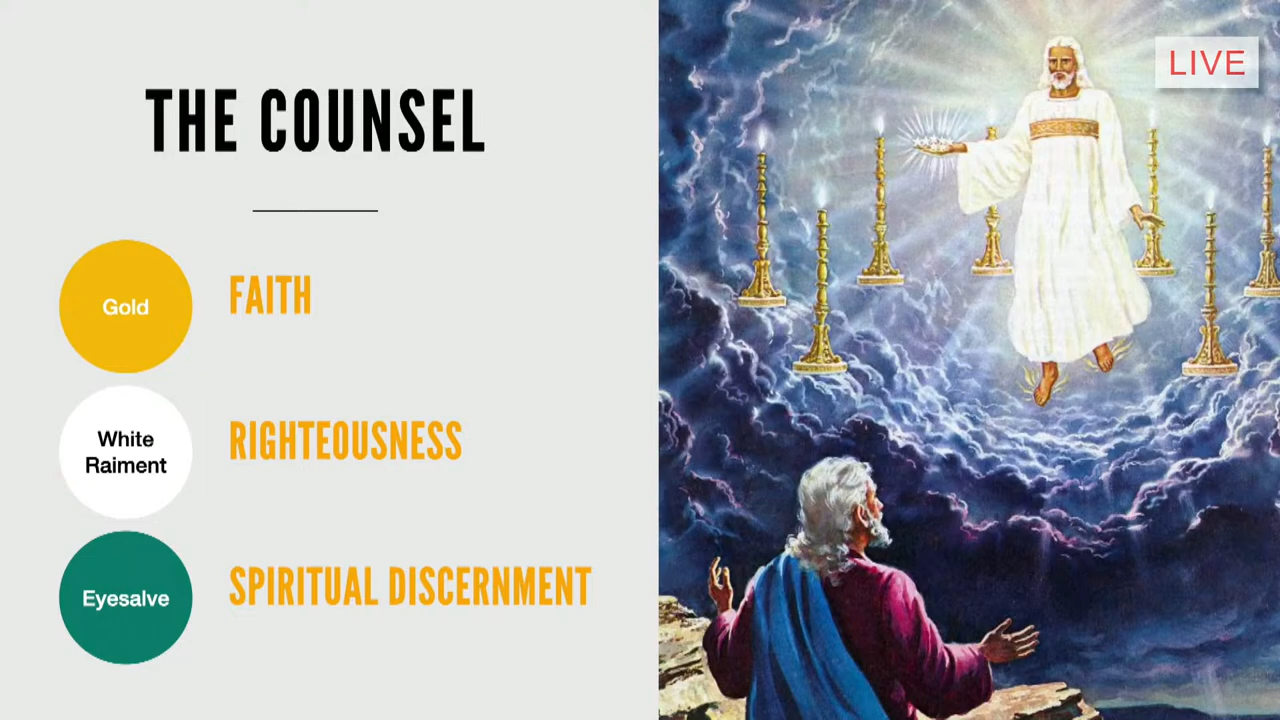 THE COUNSEL
Gold
FAITH
White
Raiment
RIGHTEOUSNESS
Eyesalve
SPIRITUAL DISCERNMENT
LIVE